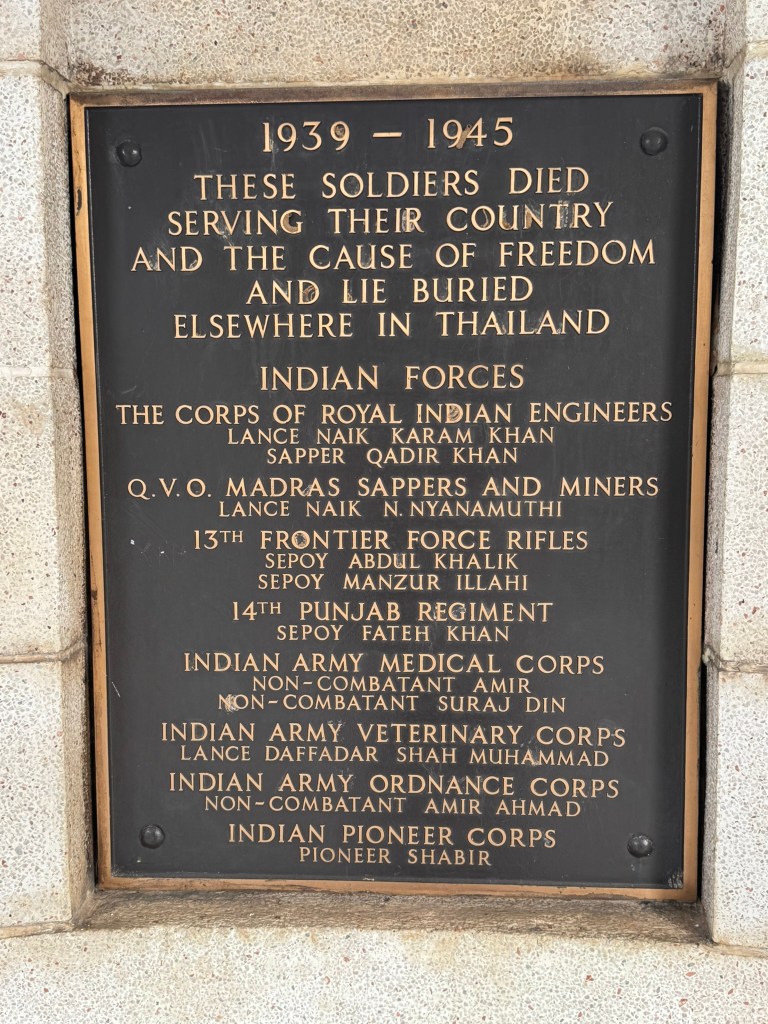 1939 – 1945
THESE SOLDIERS DIED
SERVING THEIR COUNTRY
AND THE CAUSE OF FREEDOM
AND LIE BURIED
ELSEWHERE IN THAILAND
INDIAN FORCES
THE CORPS OF ROYAL INDIAN ENGINEERS
LANCE NAIK KARAM KHAN
SAPPER QADIR KHAN
Q.V.O. MADRAS SAPPERS AND MINERS
LANCE NAIK N. NYANAMUTHI
13TH FRONTIER FORCE RIFLES
SEPOY ABDUL KHALIK
SEPOY MANZUR ILLAHI
14TH PUNJAB REGIMENT
SEPOY FATEH KHAN
INDIAN ARMY MEDICAL CORPS
NON-COMBATANT AMIR
NON-COMBATANT SURAJ DIN
INDIAN ARMY VETERINARY CORPS
LANCE DAFFADAR SHAH MUHAMMAD
INDIAN ARMY ORDNANCE CORPS
NON-COMBATANT AMIR AHMAD
INDIAN PIONEER CORPS
PIONEER SHABIR